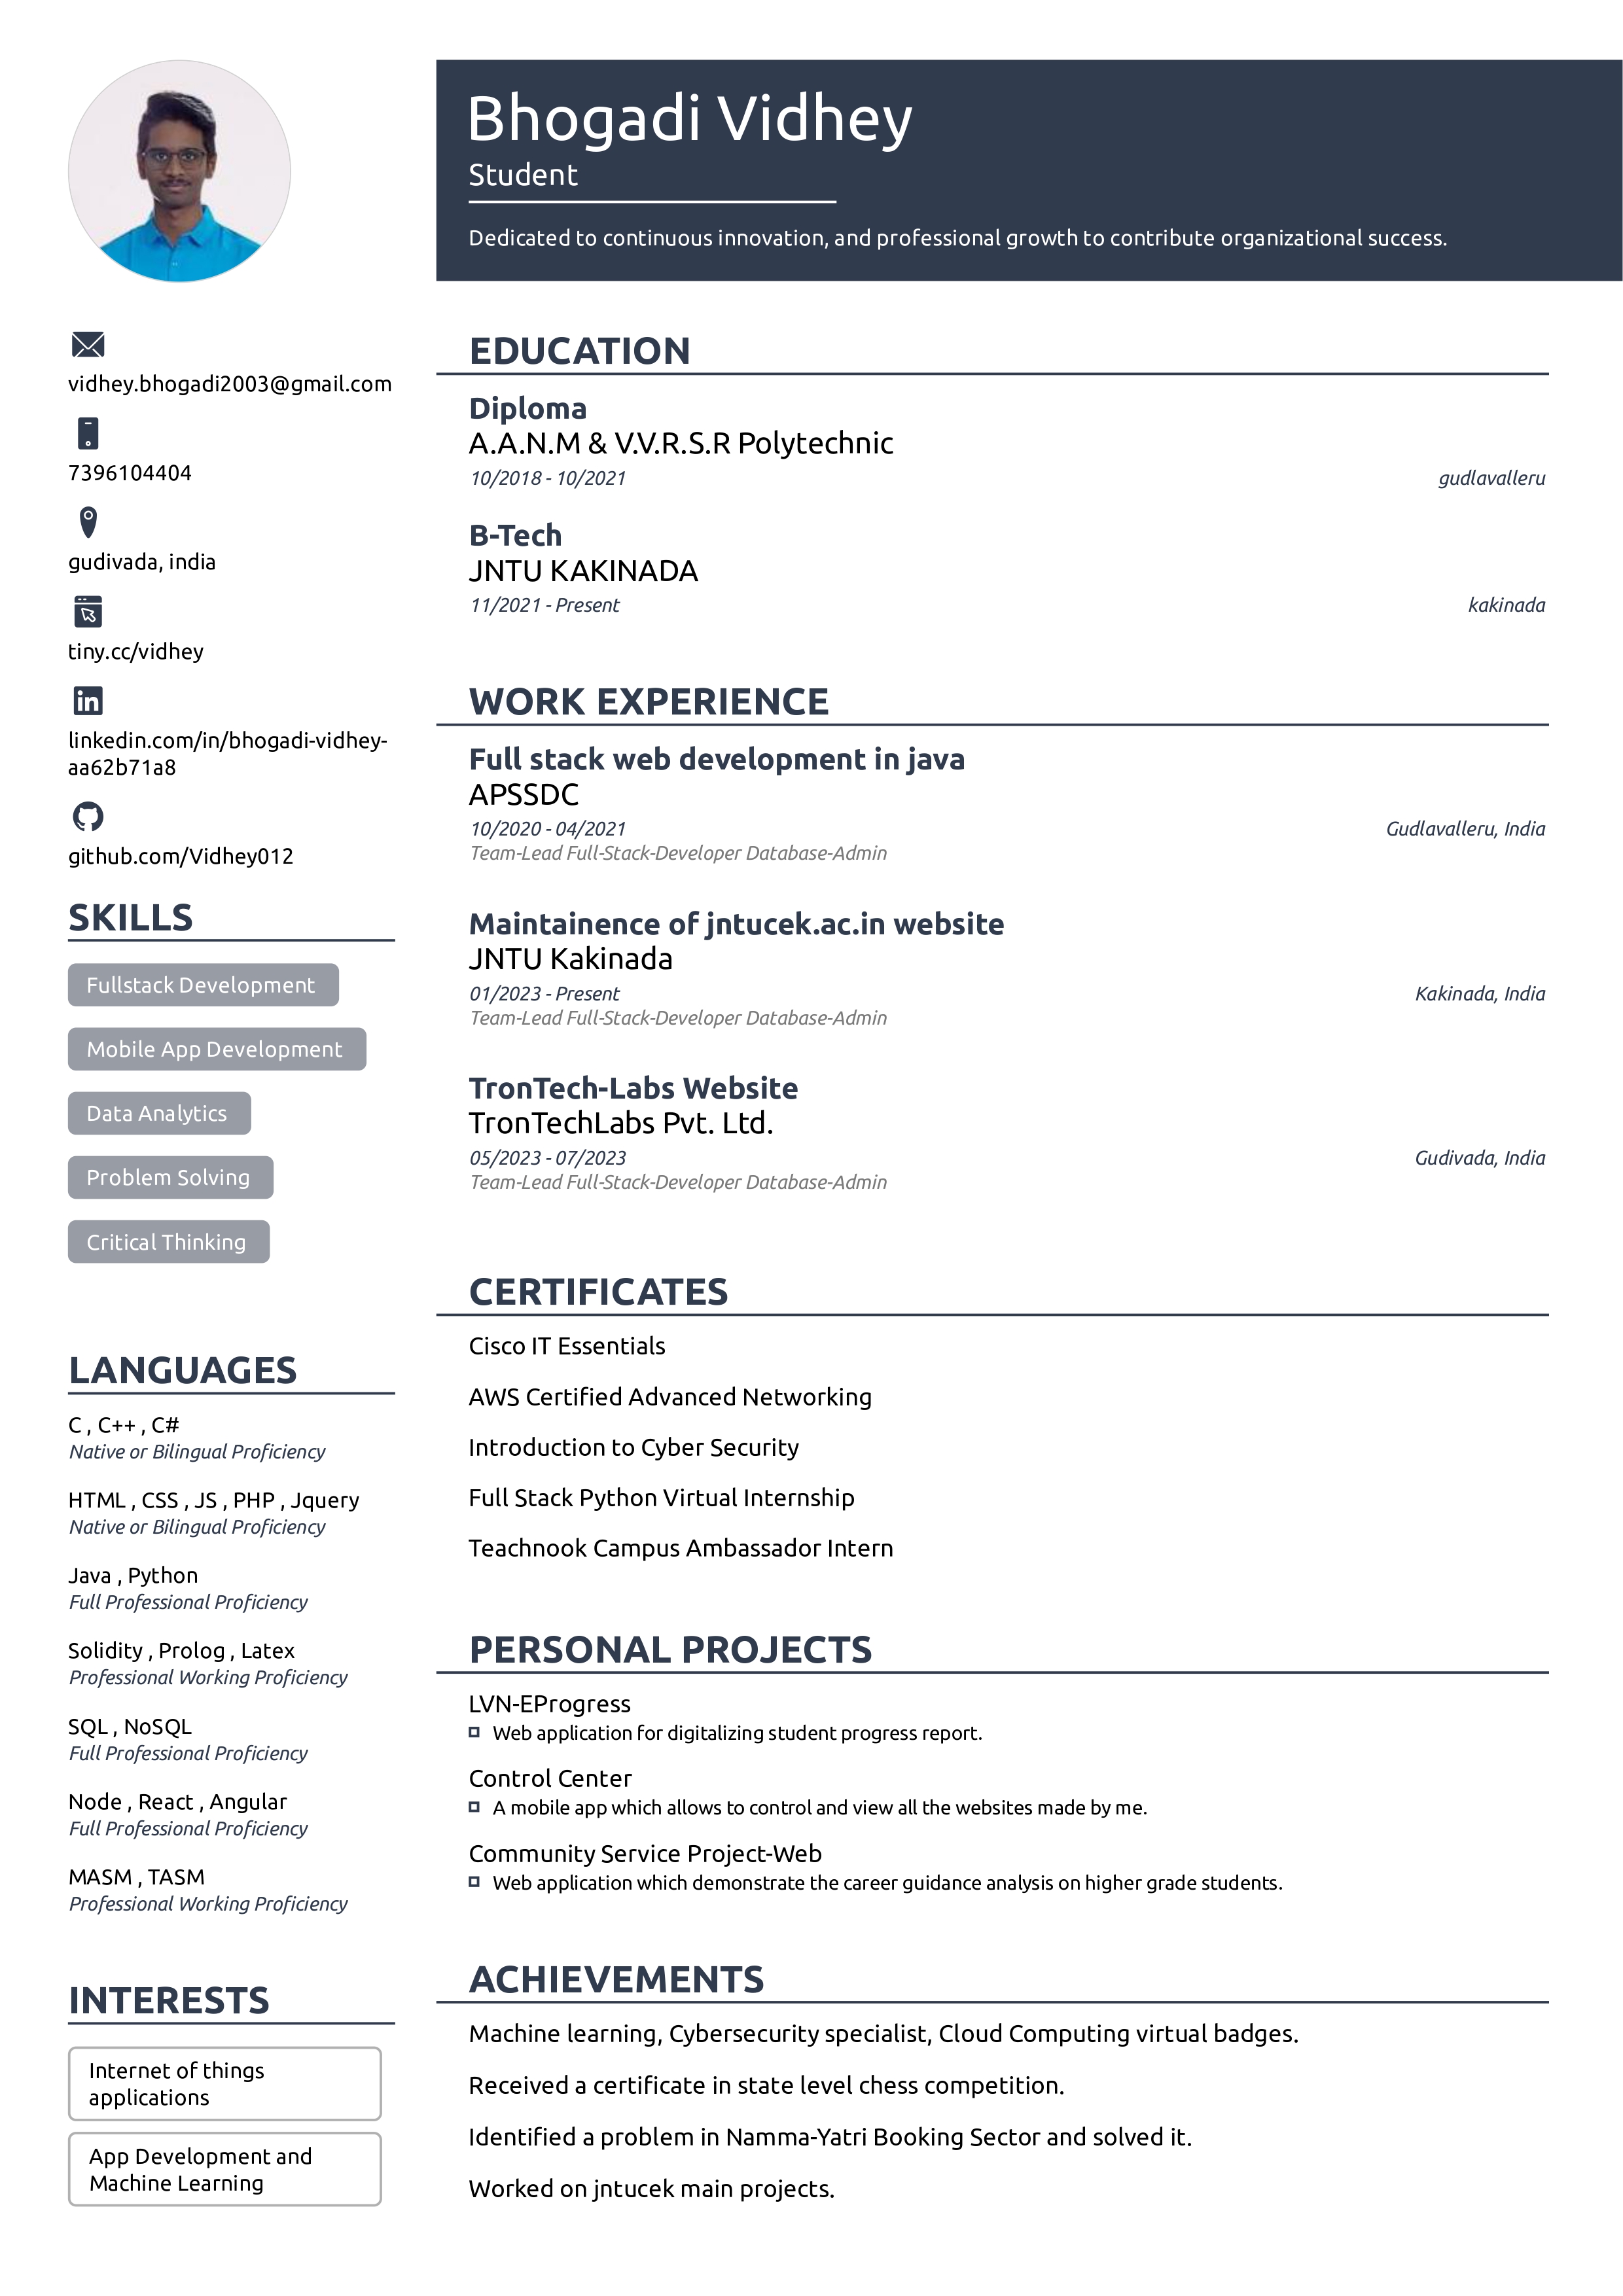 Bhogadi Vidhey
Student
Dedicated to continuous innovation, and professional growth to contribute organizational success.
vidhey.bhogadi2003@gmail.com
7396104404
gudivada, india
tiny.cc/vidhey
linkedin.com/in/bhogadi-vidhey-
aa62b71a8
github.com/Vidhey012
SKILLS
Fullstack Development
Mobile App Development
Data Analytics
Problem Solving
Critical Thinking
LANGUAGES
C , C++ , C#
Native or Bilingual Proficiency
HTML , CSS , JS , PHP , Jquery
Native or Bilingual Proficiency
Java , Python
Full Professional Proficiency
Solidity , Prolog , Latex
Professional Working Proficiency
SQL , NoSQL
Full Professional Proficiency
Node , React , Angular
Full Professional Proficiency
MASM , TASM
Professional Working Proficiency
INTERESTS
Internet of things
applications
App Development and
Machine Learning
EDUCATION
Diploma
A.A.N.M & V.V.R.S.R Polytechnic
10/2018 - 10/2021 gudlavalleru
B-Tech
JNTU KAKINADA
11/2021 - Present kakinada
WORK EXPERIENCE
Full stack web development in java
APSSDC
10/2020 - 04/2021 Gudlavalleru, India
Team-Lead Full-Stack-Developer Database-Admin
Maintainence of jntucek.ac.in website
JNTU Kakinada
01/2023 - Present Kakinada, India
Team-Lead Full-Stack-Developer Database-Admin
TronTech-Labs Website
TronTechLabs Pvt. Ltd.
05/2023 - 07/2023 Gudivada, India
Team-Lead Full-Stack-Developer Database-Admin
CERTIFICATES
Cisco IT Essentials
AWS Certified Advanced Networking
Introduction to Cyber Security
Full Stack Python Virtual Internship
Teachnook Campus Ambassador Intern
PERSONAL PROJECTS
LVN-EProgress
Web application for digitalizing student progress report.
Control Center
A mobile app which allows to control and view all the websites made by me.
Community Service Project-Web
Web application which demonstrate the career guidance analysis on higher grade students.
ACHIEVEMENTS
Machine learning, Cybersecurity specialist, Cloud Computing virtual badges.
Received a certificate in state level chess competition.
Identified a problem in Namma-Yatri Booking Sector and solved it.
Worked on jntucek main projects.